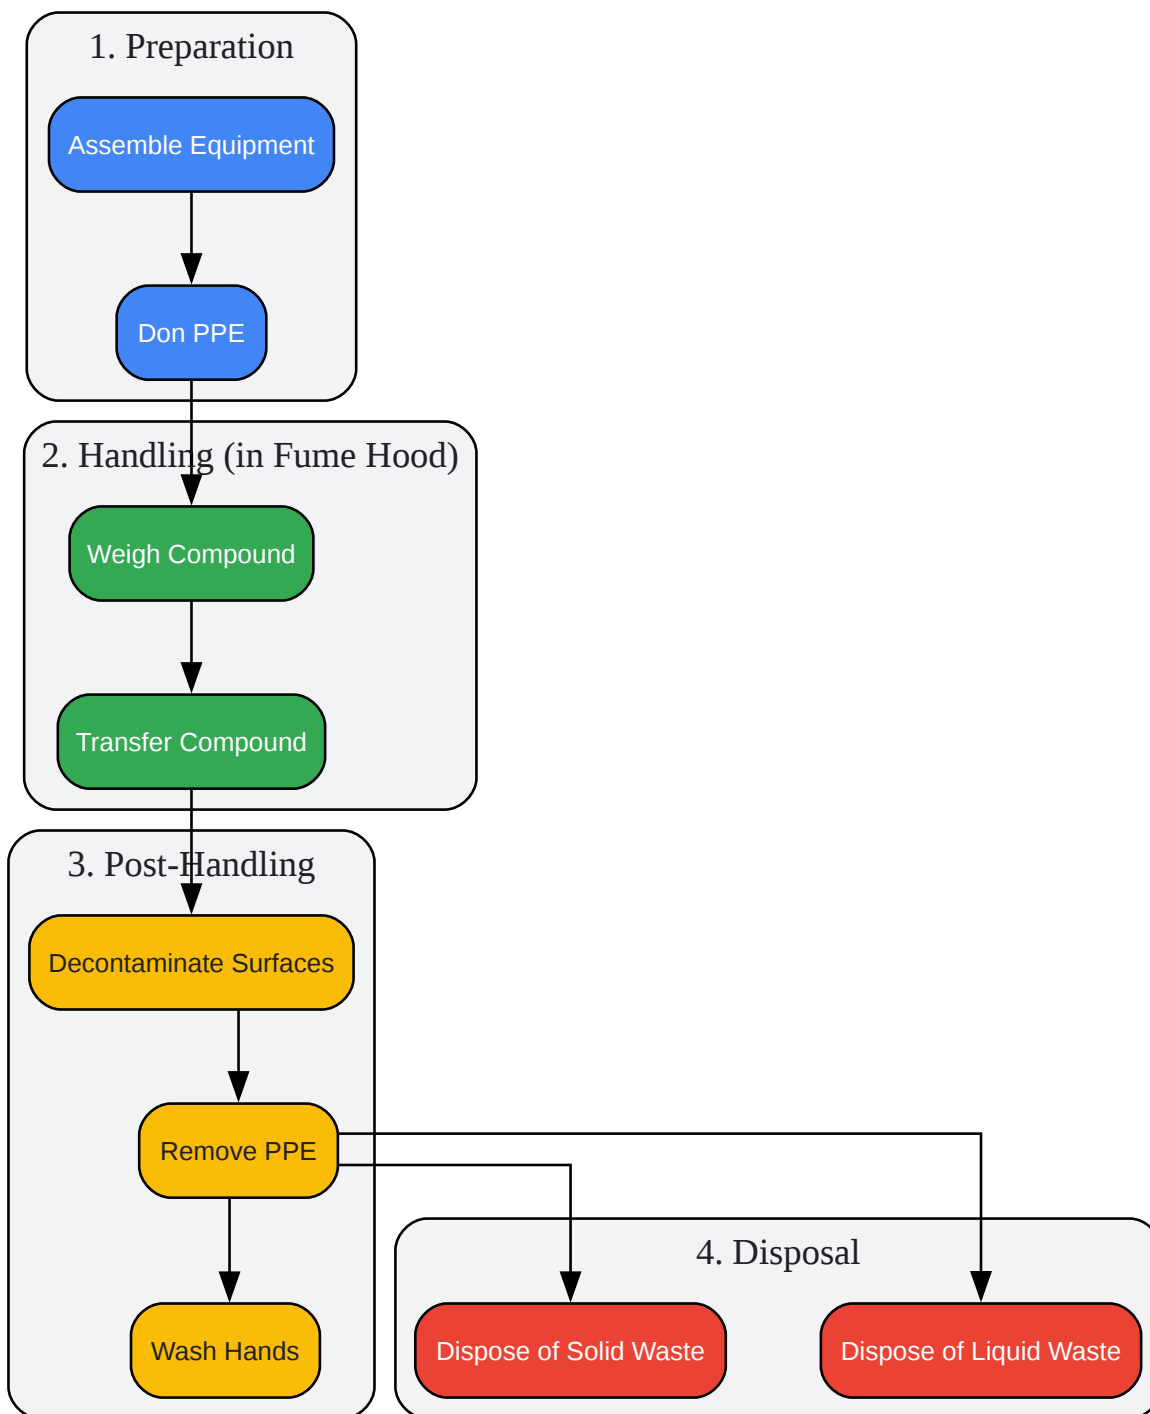 1. Preparation
Assemble Equipment
Don PPE
2. Handling (in Fume Hood)
Weigh Compound
Transfer Compound
3. Post-Handling
Decontaminate Surfaces
Remove PPE
Wash Hands
4. Disposal
Dispose of Solid Waste
Dispose of Liquid Waste